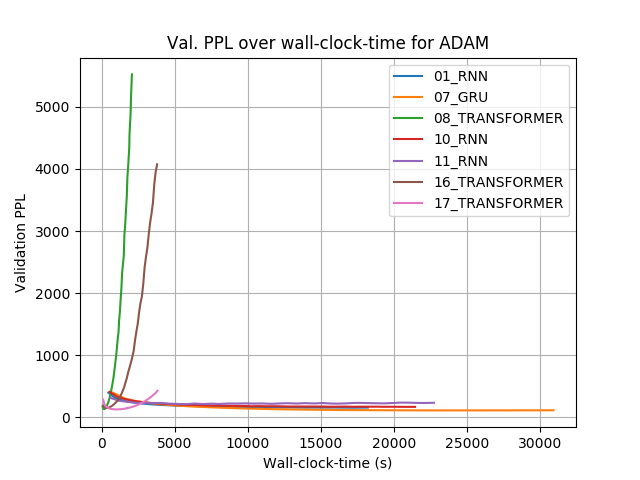 Val. PPL over wall-clock-time for ADAM
01_RNN
07_GRU
08_TRANSFORMER
10_RNN
11_RNN
16_TRANSFORMER
17_TRANSFORMER
Validation PPL
5000
4000
3000
2000
1000
0
0 5000 10000 15000 20000 25000 30000
Wall-clock-time (s)